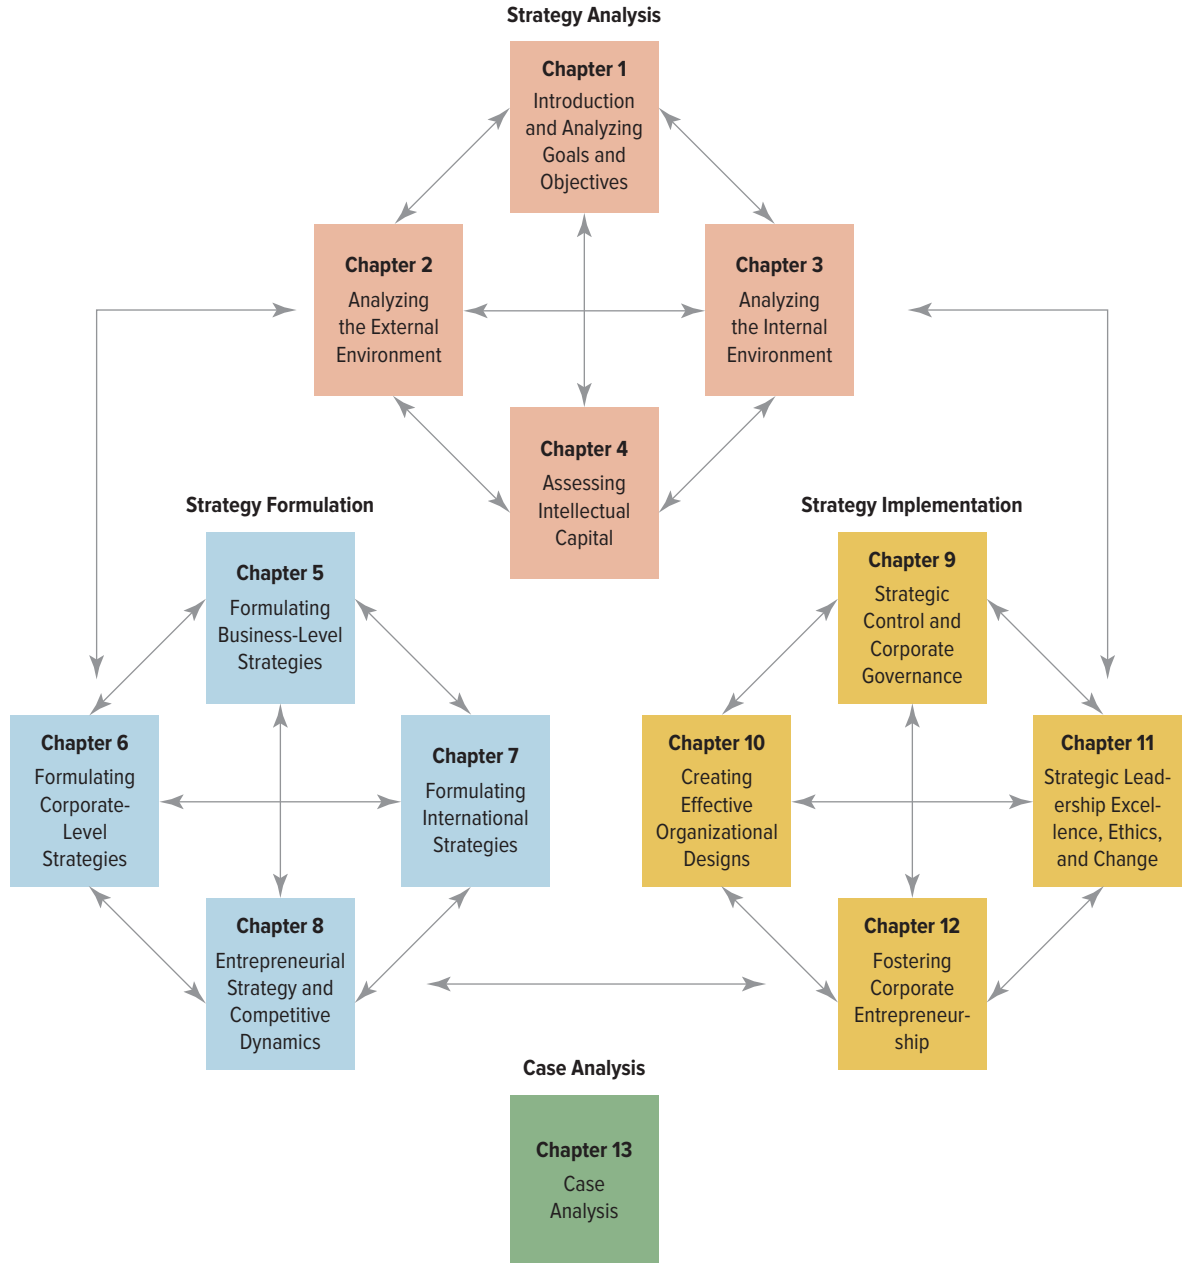 Strategy Analysis
Chapter 1
Introduction
and Analyzing
Goals and
Objectives
Chapter 2
Analyzing
the External
Environment
Chapter 3
Analyzing
the Internal
Environment
Chapter 4
Assessing
Intellectual
Capital
Strategy Formulation
Chapter 5
Formulating
Business-Level
Strategies
Chapter 6
Formulating
Corporate-
Level
Strategies
Chapter 7
Formulating
International
Strategies
Chapter 8
Entrepreneurial
Strategy and
Competitive
Dynamics
Strategy Implementation
Chapter 9
Strategic
Control and
Corporate
Governance
Chapter 10
Creating
Effective
Organizational
Designs
Chapter 11
Strategic Lead-
ership Excel-
lence, Ethics,
and Change
Chapter 12
Fostering
Corporate
Entrepreneur-
ship
Case Analysis
Chapter 13
Case
Analysis